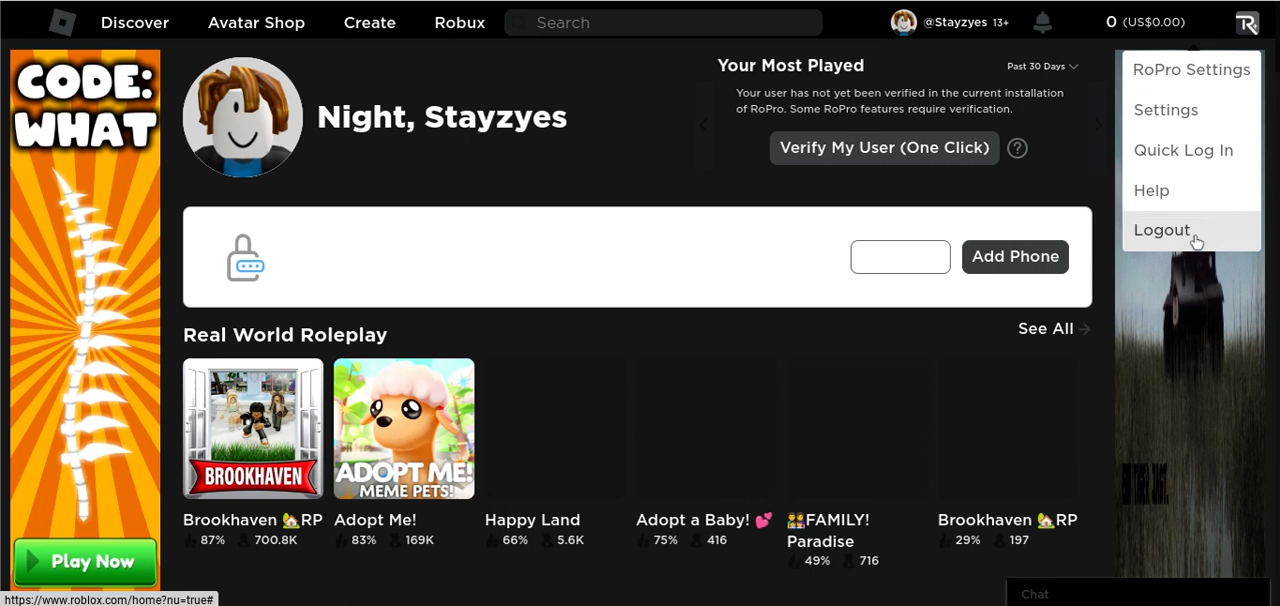 Discover Avatar Shop Create Robux Search @Stayzyes 13+ 0 (US$0.00)
CODE:
WHAT
Play Now
Night, Stayzyes
Your Most Played Past 30 Days
Your user has not yet been verified in the current installation
of RoPro. Some RoPro features require verification.
Verify My User (One Click) ?
RoPro Settings
Settings
Quick Log In
Help
Logout
Add Phone
Real World Roleplay See All
BROOKHAVEN
ADOPT ME!
MEME PETS!
Brookhaven 🏡RP
87% 700.8K
Adopt Me!
83% 169K
Happy Land
66% 5.6K
Adopt a Baby! 💕
75% 416
👨‍👩‍👧‍👦FAMILY!
Paradise
49% 716
Brookhaven 🏡RP
29% 197
Chat
https://www.roblox.com/home?nu=true#